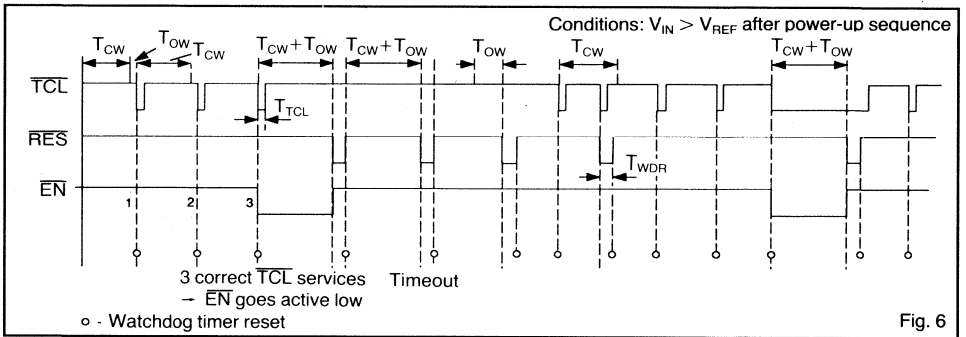 Conditions: V_IN > V_REF after power-up sequence
T_CW T_OW T_CW T_CW+T_OW T_CW+T_OW T_OW T_CW T_CW+T_OW
TCL
T_TCL
RES
T_WDR
EN
1 2 3
3 correct TCL services Timeout
→ EN goes active low
o - Watchdog timer reset
Fig. 6